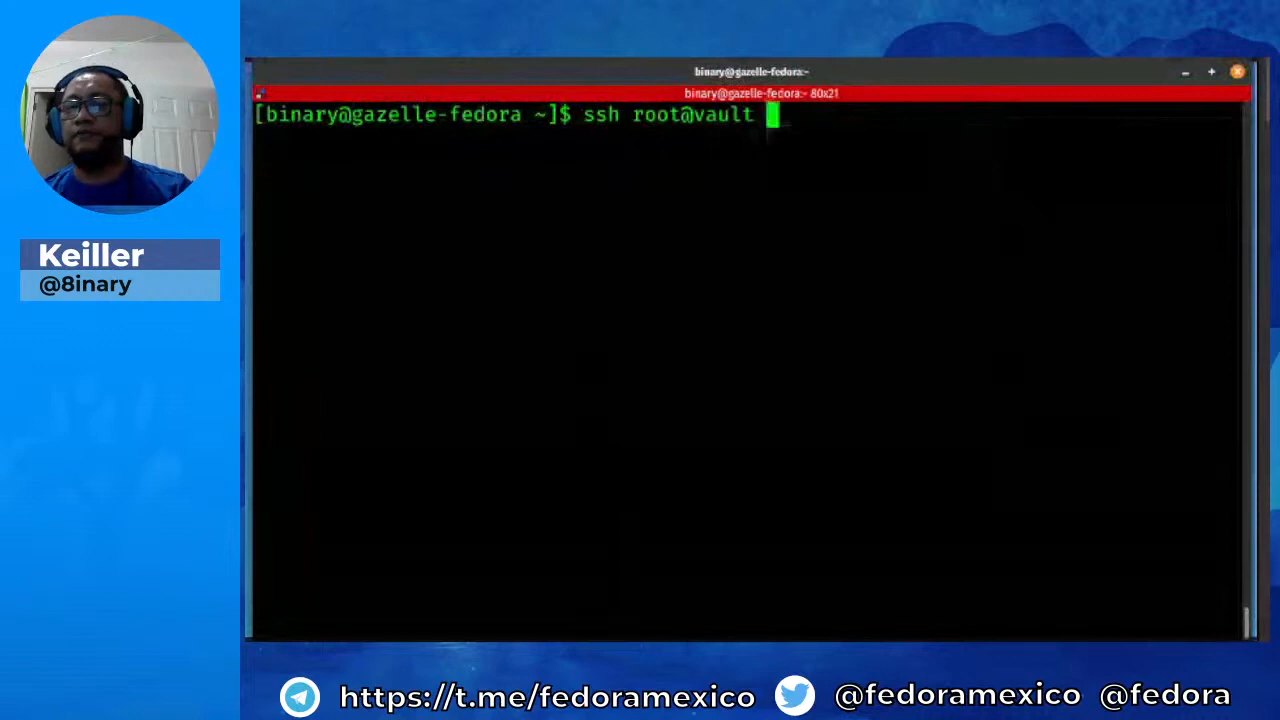 Keiller
@8inary
binary@gazelle-fedora:~
binary@gazelle-fedora:~ 80x21
[binary@gazelle-fedora ~]$ ssh root@vault
https://t.me/fedoramexico @fedoramexico @fedora